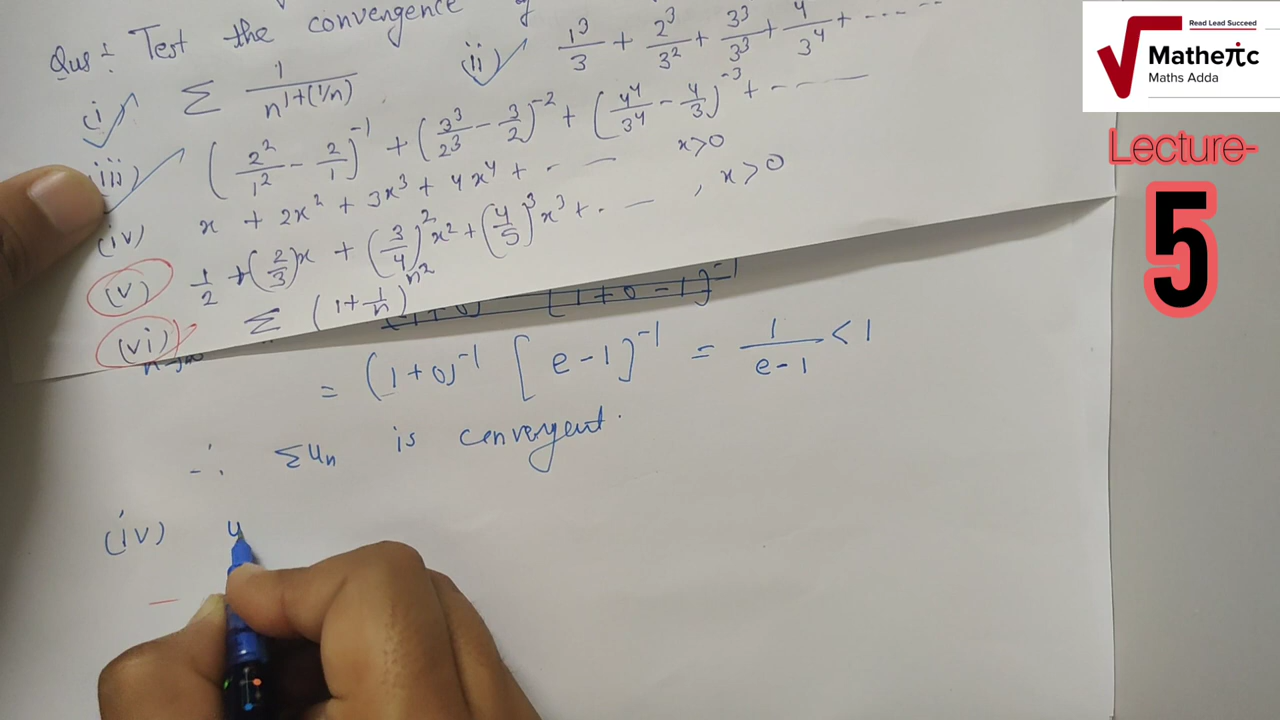 Qus :- Test the convergence
(i) Σ 1/n^(1+(1/n))
(ii) 1³/3 + 2³/3² + 3³/3³ + 4/3⁴ + ........
(iii) (2²/1² - 2/1)^-1 + (3³/2³ - 3/2)^-2 + (4⁴/3⁴ - 4/3)^-3 + -----
(iv) x + 2x² + 3x³ + 4x⁴ + --- x>0
(v) 1/2 + (2/3)x + (3/4)²x² + (4/5)³x³ + ---- , x>0
(vi) Σ (1+1/n)^n²
= (1+0)^-1 [e-1]^-1 = 1/(e-1) < 1
∴ Σuₙ is convergent.
(iv) u
Read Lead Succeed
Matheπc
Maths Adda
Lecture-
5